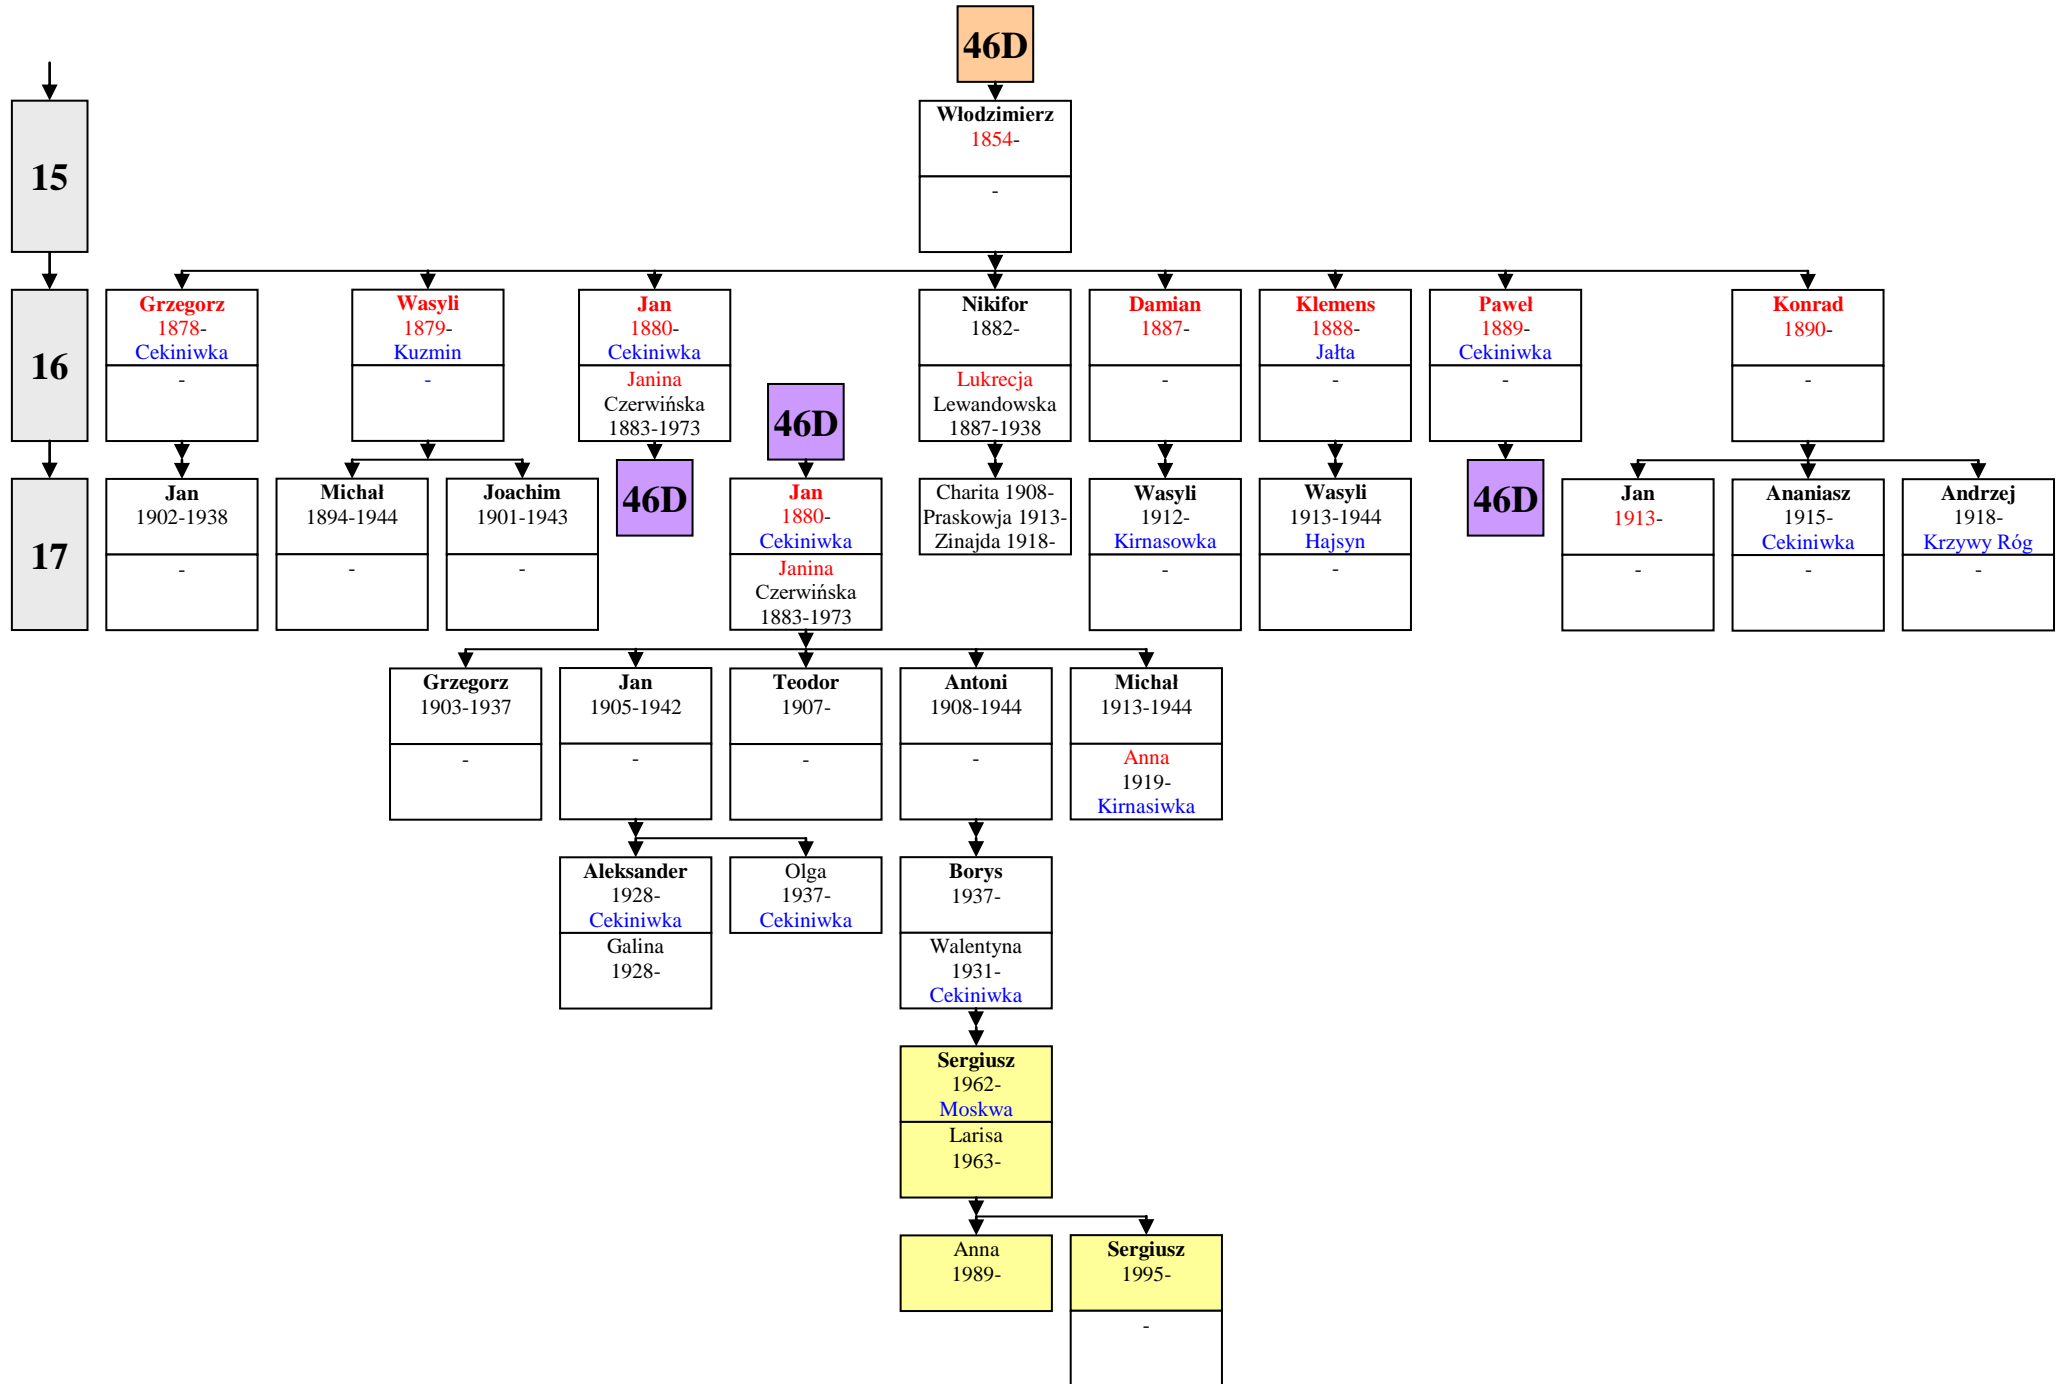 46D
15
Włodzimierz
1854-
-
16
Grzegorz
1878-
Cekiniwka
-
Wasyli
1879-
Kuzmin
-
Jan
1880-
Cekiniwka
Janina
Czerwińska
1883-1973
Nikifor
1882-
Lukrecja
Lewandowska
1887-1938
Damian
1887-
-
Klemens
1888-
Jałta
-
Paweł
1889-
Cekiniwka
-
Konrad
1890-
-
46D
17
Jan
1902-1938
-
Michał
1894-1944
-
Joachim
1901-1943
-
46D
Jan
1880-
Cekiniwka
Janina
Czerwińska
1883-1973
Charita 1908-
Praskowja 1913-
Zinajda 1918-
Wasyli
1912-
Kirnasowka
-
Wasyli
1913-1944
Hajsyn
-
46D
Jan
1913-
-
Ananiasz
1915-
Cekiniwka
-
Andrzej
1918-
Krzywy Róg
-
Grzegorz
1903-1937
-
Jan
1905-1942
-
Teodor
1907-
-
Antoni
1908-1944
-
Michał
1913-1944
Anna
1919-
Kirnasiwka
Aleksander
1928-
Cekiniwka
Galina
1928-
Olga
1937-
Cekiniwka
Borys
1937-
Walentyna
1931-
Cekiniwka
Sergiusz
1962-
Moskwa
Larisa
1963-
Anna
1989-
Sergiusz
1995-
-